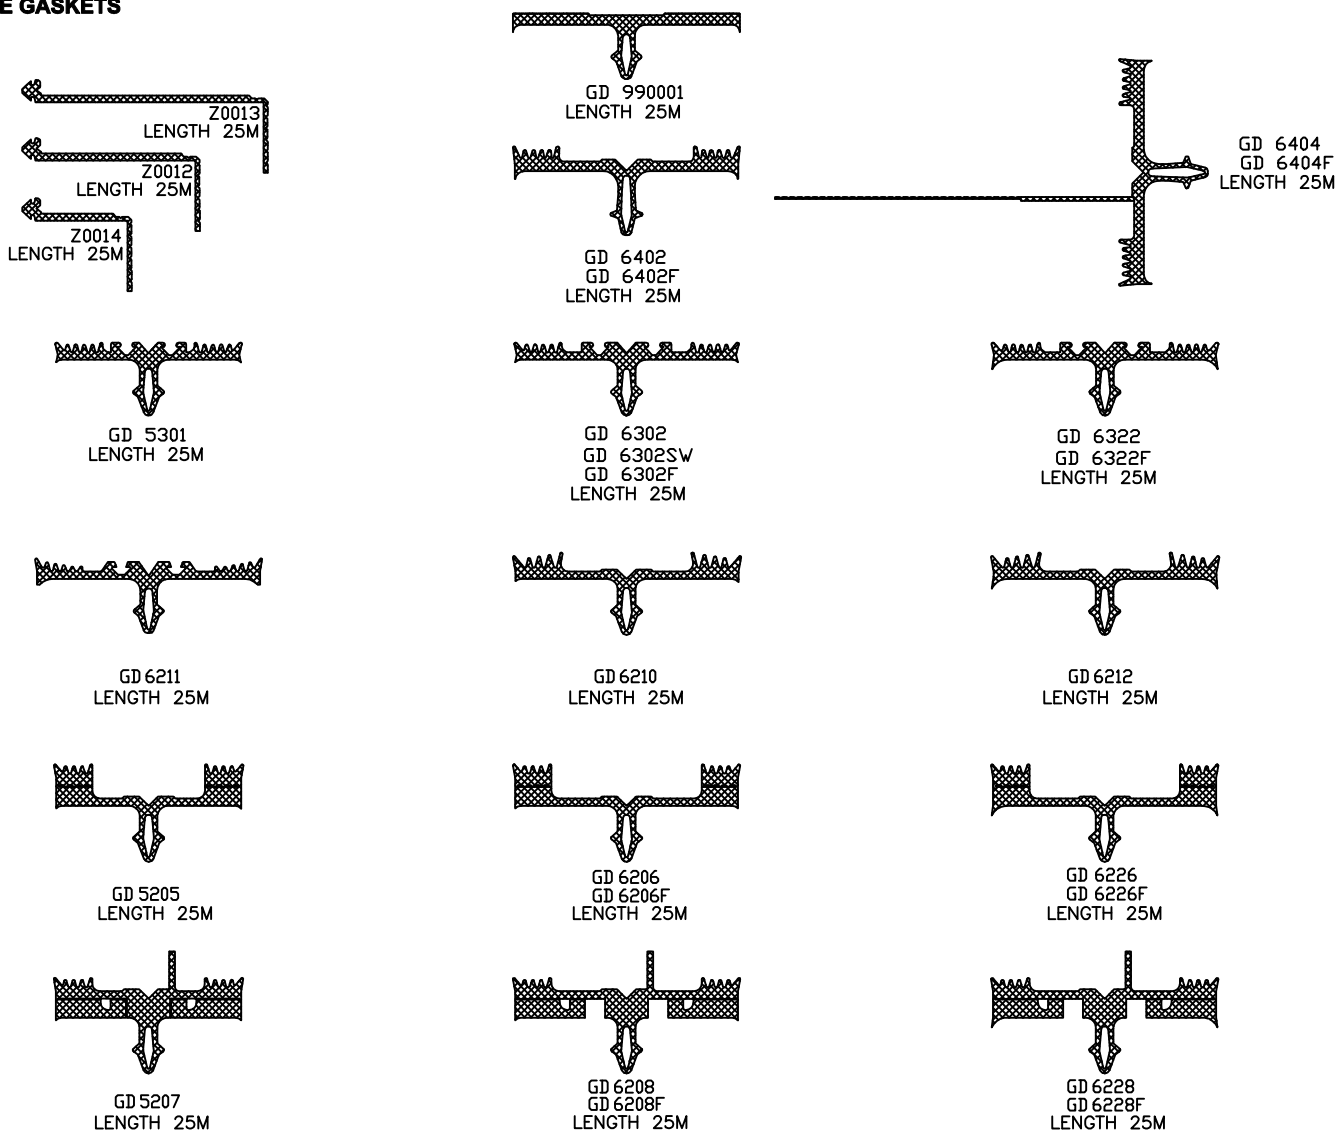 E GASKETS
GD 990001
LENGTH 25M
Z0013
LENGTH 25M
Z0012
LENGTH 25M
Z0014
LENGTH 25M
GD 6402
GD 6402F
LENGTH 25M
GD 6404
GD 6404F
LENGTH 25M
GD 5301
LENGTH 25M
GD 6302
GD 6302SW
GD 6302F
LENGTH 25M
GD 6322
GD 6322F
LENGTH 25M
GD 6211
LENGTH 25M
GD 6210
LENGTH 25M
GD 6212
LENGTH 25M
GD 5205
LENGTH 25M
GD 6206
GD 6206F
LENGTH 25M
GD 6226
GD 6226F
LENGTH 25M
GD 5207
LENGTH 25M
GD 6208
GD 6208F
LENGTH 25M
GD 6228
GD 6228F
LENGTH 25M